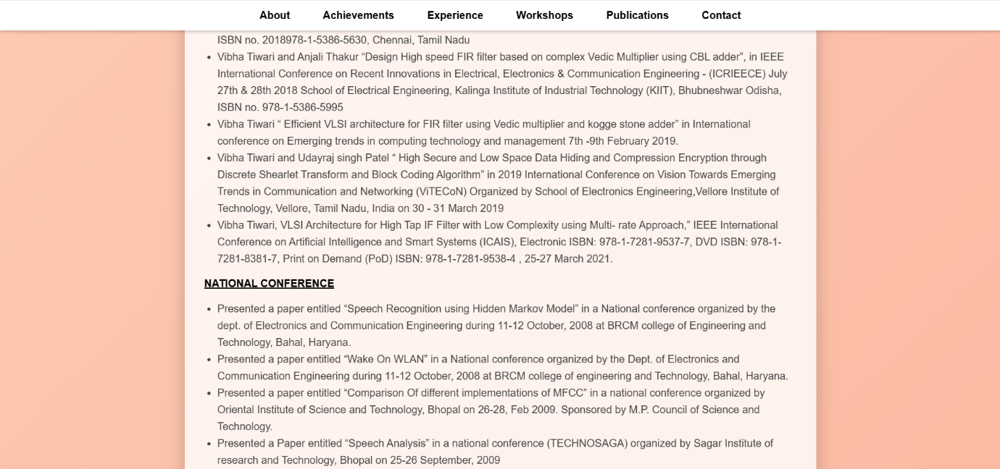 About Achievements Experience Workshops Publications Contact
ISBN no. 2018978-1-5386-5630, Chennai, Tamil Nadu
• Vibha Tiwari and Anjali Thakur “Design High speed FIR filter based on complex Vedic Multiplier using CBL adder”, in IEEE
International Conference on Recent Innovations in Electrical, Electronics & Communication Engineering - (ICRIEECE) July
27th & 28th 2018 School of Electrical Engineering, Kalinga Institute of Industrial Technology (KIIT), Bhubneshwar Odisha,
ISBN no. 978-1-5386-5995
• Vibha Tiwari “ Efficient VLSI architecture for FIR filter using Vedic multiplier and kogge stone adder” in International
conference on Emerging trends in computing technology and management 7th -9th February 2019.
• Vibha Tiwari and Udayraj singh Patel “ High Secure and Low Space Data Hiding and Compression Encryption through
Discrete Shearlet Transform and Block Coding Algorithm” in 2019 International Conference on Vision Towards Emerging
Trends in Communication and Networking (ViTECoN) Organized by School of Electronics Engineering,Vellore Institute of
Technology, Vellore, Tamil Nadu, India on 30 - 31 March 2019
• Vibha Tiwari, VLSI Architecture for High Tap IF Filter with Low Complexity using Multi- rate Approach,” IEEE International
Conference on Artificial Intelligence and Smart Systems (ICAIS), Electronic ISBN: 978-1-7281-9537-7, DVD ISBN: 978-1-
7281-8381-7, Print on Demand (PoD) ISBN: 978-1-7281-9538-4 , 25-27 March 2021.
NATIONAL CONFERENCE
• Presented a paper entitled “Speech Recognition using Hidden Markov Model” in a National conference organized by the
dept. of Electronics and Communication Engineering during 11-12 October, 2008 at BRCM college of Engineering and
Technology, Bahal, Haryana.
• Presented a paper entitled “Wake On WLAN” in a National conference organized by the Dept. of Electronics and
Communication Engineering during 11-12 October, 2008 at BRCM college of engineering and Technology, Bahal, Haryana.
• Presented a paper entitled “Comparison Of different implementations of MFCC” in a national conference organized by
Oriental Institute of Science and Technology, Bhopal on 26-28, Feb 2009. Sponsored by M.P. Council of Science and
Technology.
• Presented a Paper entitled “Speech Analysis” in a national conference (TECHNOSAGA) organized by Sagar Institute of
research and Technology, Bhopal on 25-26 September, 2009